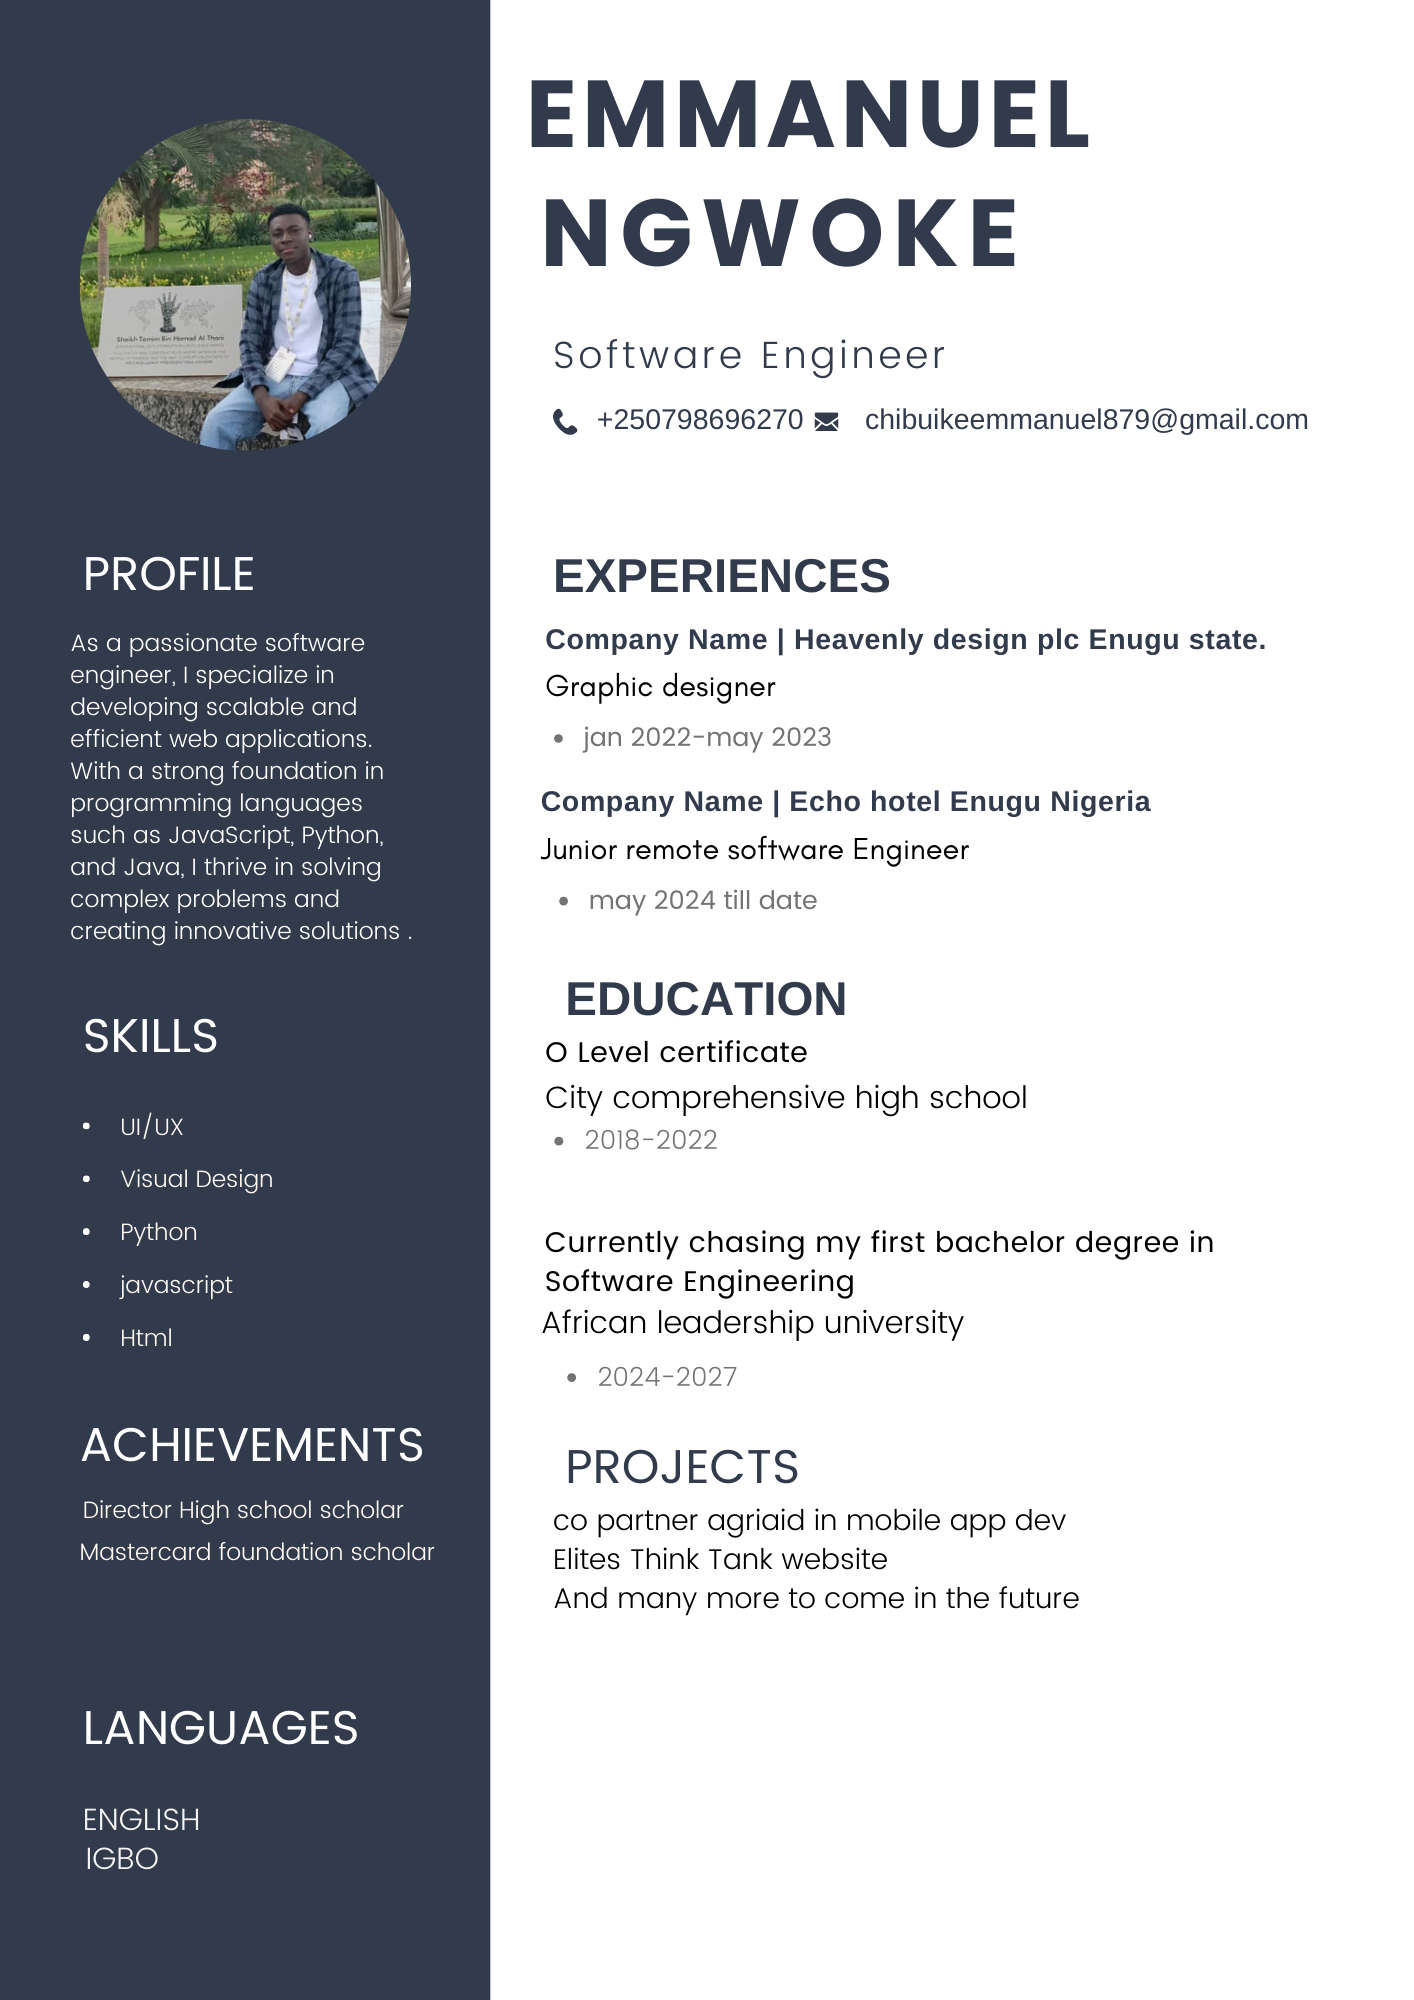 EMMANUEL
NGWOKE
Software Engineer
+250798696270 chibuikeemmanuel879@gmail.com
Sheikh Tamim Bin Hamad Al Thani
PROFILE
As a passionate software
engineer, I specialize in
developing scalable and
efficient web applications.
With a strong foundation in
programming languages
such as JavaScript, Python,
and Java, I thrive in solving
complex problems and
creating innovative solutions .
SKILLS
• UI/UX
• Visual Design
• Python
• javascript
• Html
ACHIEVEMENTS
Director High school scholar
Mastercard foundation scholar
LANGUAGES
ENGLISH
IGBO
EXPERIENCES
Company Name | Heavenly design plc Enugu state.
Graphic designer
• jan 2022-may 2023
Company Name | Echo hotel Enugu Nigeria
Junior remote software Engineer
• may 2024 till date
EDUCATION
O Level certificate
City comprehensive high school
• 2018-2022
Currently chasing my first bachelor degree in
Software Engineering
African leadership university
• 2024-2027
PROJECTS
co partner agriaid in mobile app dev
Elites Think Tank website
And many more to come in the future